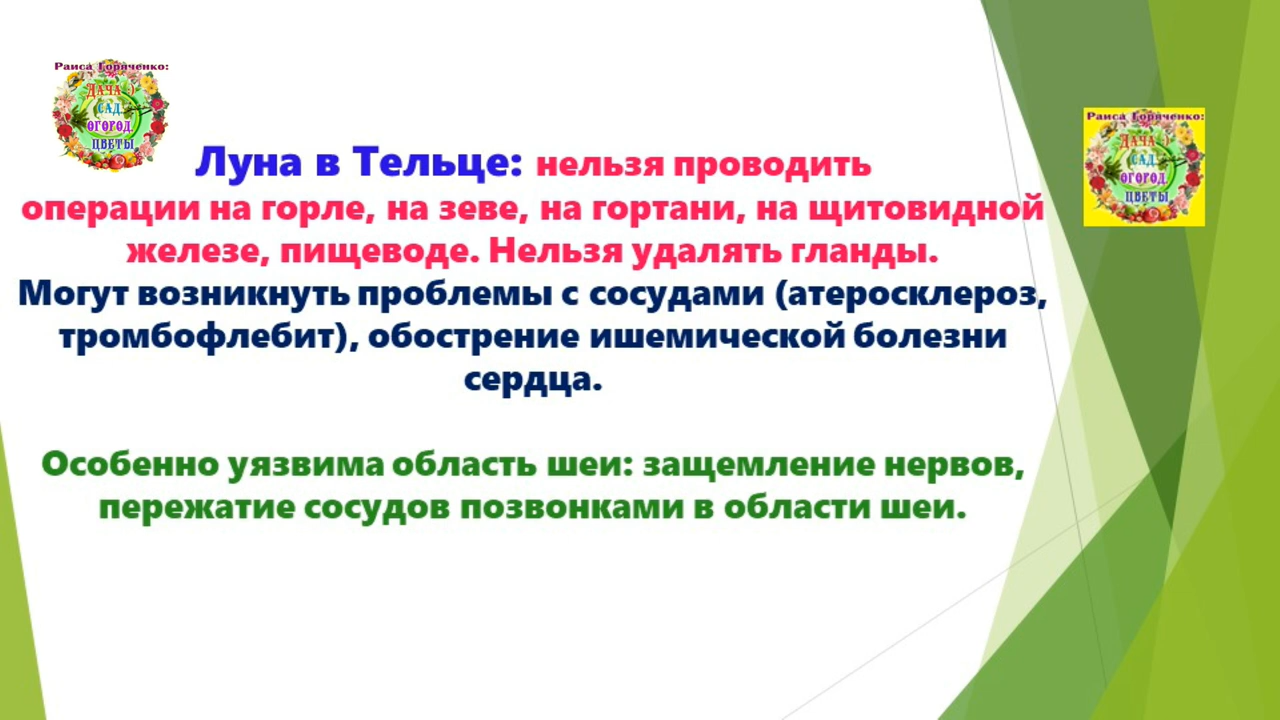 Раиса Горяченко:
ДАЧА :)
САД,
ОГОРОД,
ЦВЕТЫ
Раиса Горяченко:
ДАЧА :)
САД,
ОГОРОД,
ЦВЕТЫ
Луна в Тельце: нельзя проводить
операции на горле, на зеве, на гортани, на щитовидной
железе, пищеводе. Нельзя удалять гланды.
Могут возникнуть проблемы с сосудами (атеросклероз,
тромбофлебит), обострение ишемической болезни
сердца.
Особенно уязвима область шеи: защемление нервов,
пережатие сосудов позвонками в области шеи.